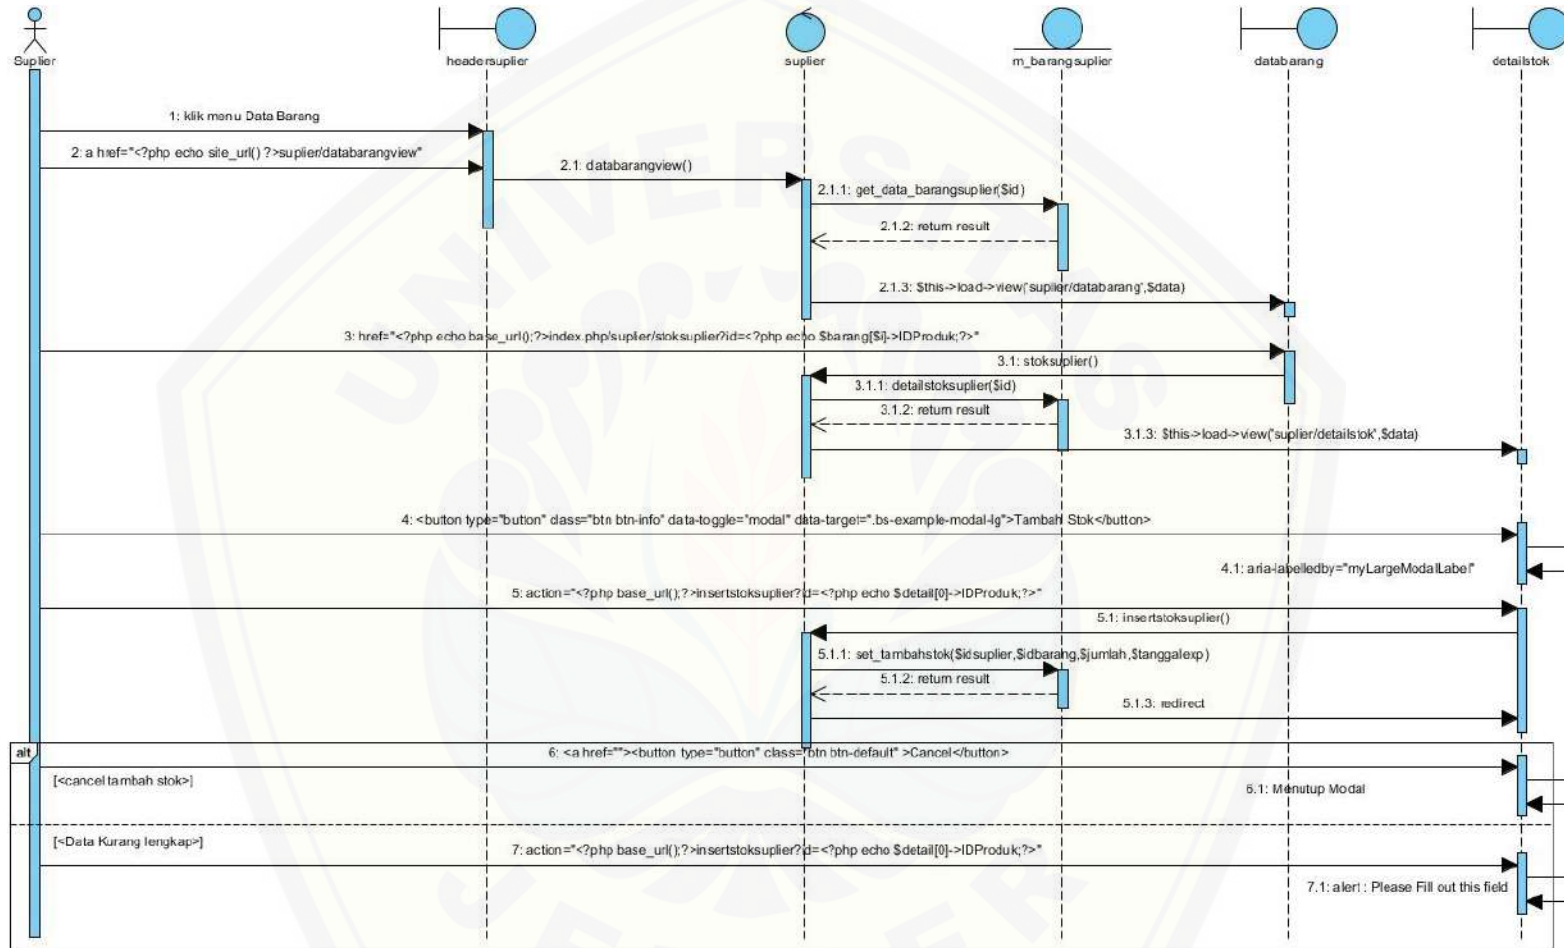 Suplier
headersuplier
suplier
m_barangsuplier
databarang
detailstok
1: klik menu Data Barang
2: a href="<?php echo site_url() ?>suplier/databarangview"
2.1: databarangview()
2.1.1: get_data_barangsuplier($id)
2.1.2: return result
2.1.3: $this->load->view('suplier/databarang',$data)
3: href="<?php echo base_url();?>index.php/suplier/stoksuplier?id=<?php echo $barang[$i]->IDProduk;?>"
3.1: stoksuplier()
3.1.1: detailstoksuplier($id)
3.1.2: return result
3.1.3: $this->load->view('suplier/detailstok',$data)
4: <button type="button" class="btn btn-info" data-toggle="modal" data-target=".bs-example-modal-lg">Tambah Stok</button>
4.1: aria-labelledby="myLargeModalLabel"
5: action="<?php base_url();?>insertstoksuplier?id=<?php echo $detail[0]->IDProduk;?>"
5.1: insertstoksuplier()
5.1.1: set_tambahstok($idsuplier,$idbarang,$jumlah,$tanggalexp)
5.1.2: return result
5.1.3: redirect
alt
6: <a href=""><button type="button" class="btn btn-default" >Cancel</button>
[<cancel tambah stok>]
6.1: Menutup Modal
[<Data Kurang lengkap>]
7: action="<?php base_url();?>insertstoksuplier?id=<?php echo $detail[0]->IDProduk;?>"
7.1: alert : Please Fill out this field
UNIVERSITAS
JEMBER